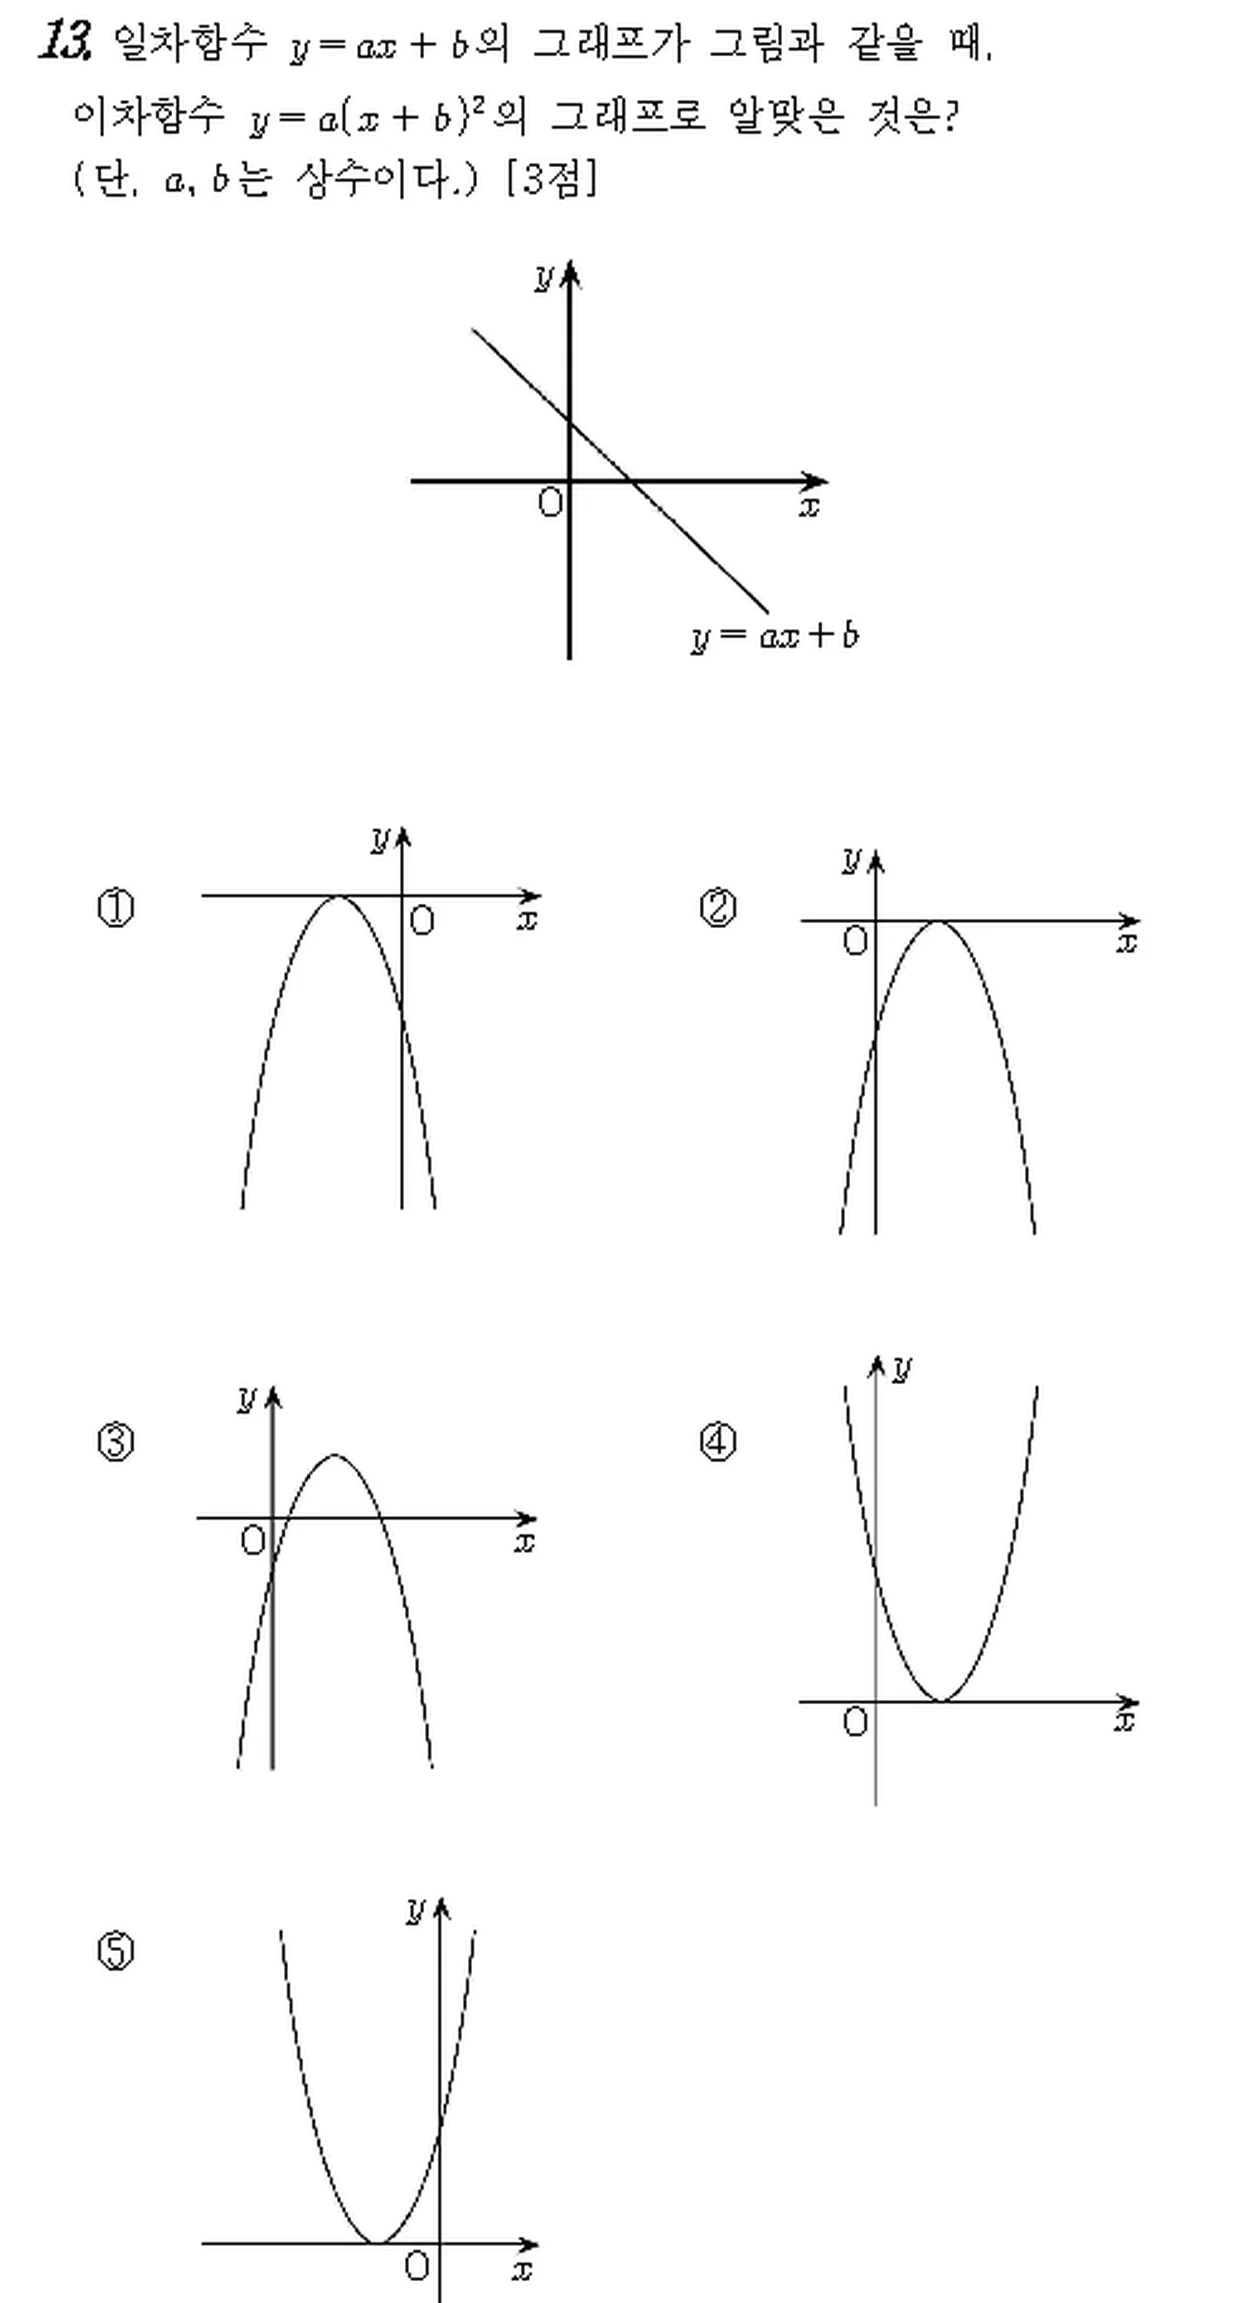 13. 일차함수 y=ax+b의 그래프가 그림과 같을 때,
이차함수 y=a(x+b)²의 그래프로 알맞은 것은?
(단, a, b는 상수이다.) [3점]
y
O
x
y=ax+b
①
y
O
x
②
y
O
x
③
y
O
x
④
y
O
x
⑤
y
O
x